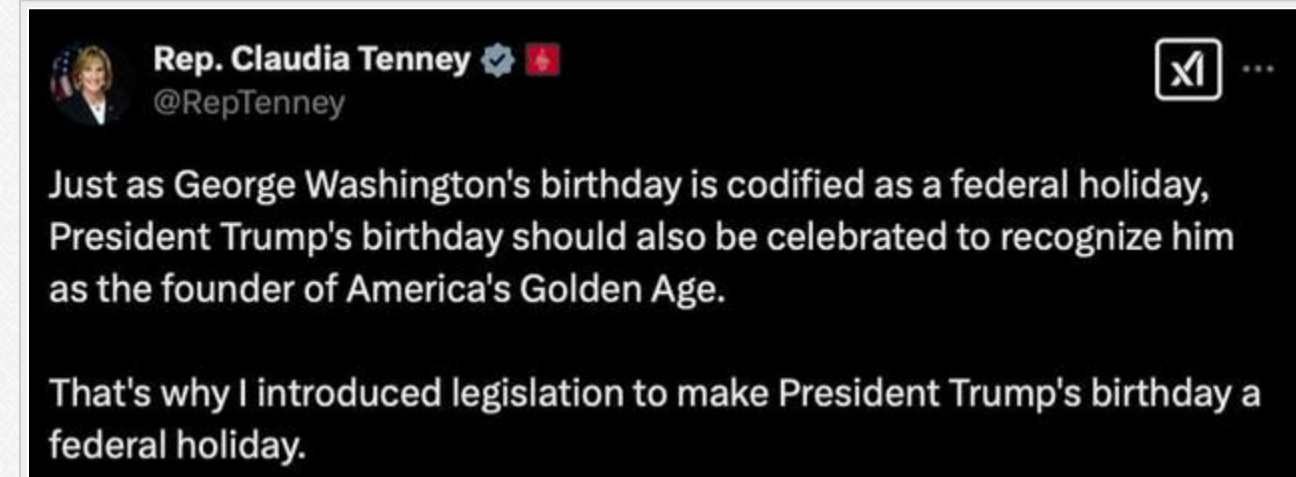 Rep. Claudia Tenney
@RepTenney
Just as George Washington's birthday is codified as a federal holiday,
President Trump's birthday should also be celebrated to recognize him
as the founder of America's Golden Age.
That's why I introduced legislation to make President Trump's birthday a
federal holiday.